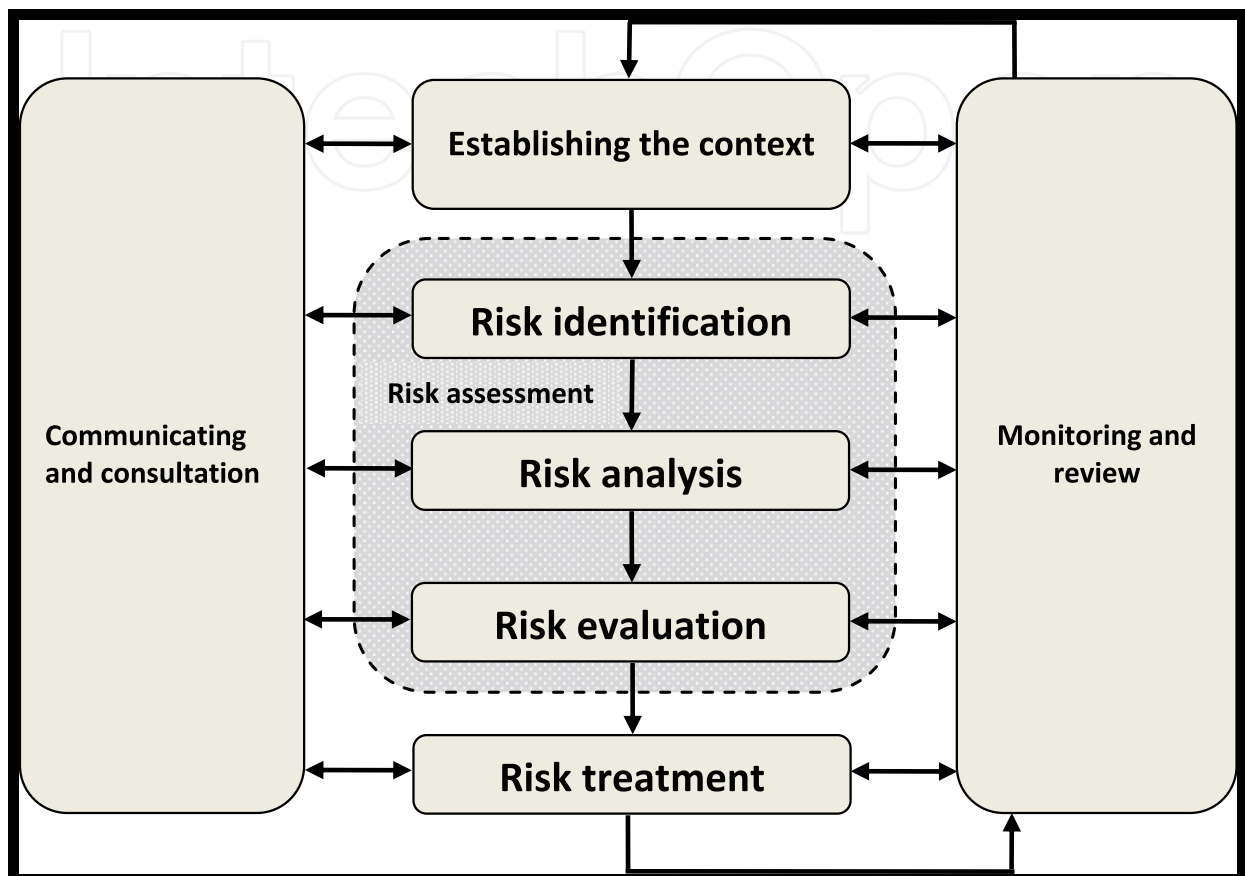 IntechOpen
Establishing the context
Risk identification
Risk assessment
Communicating
and consultation
Monitoring and
review
Risk analysis
Risk evaluation
Risk treatment